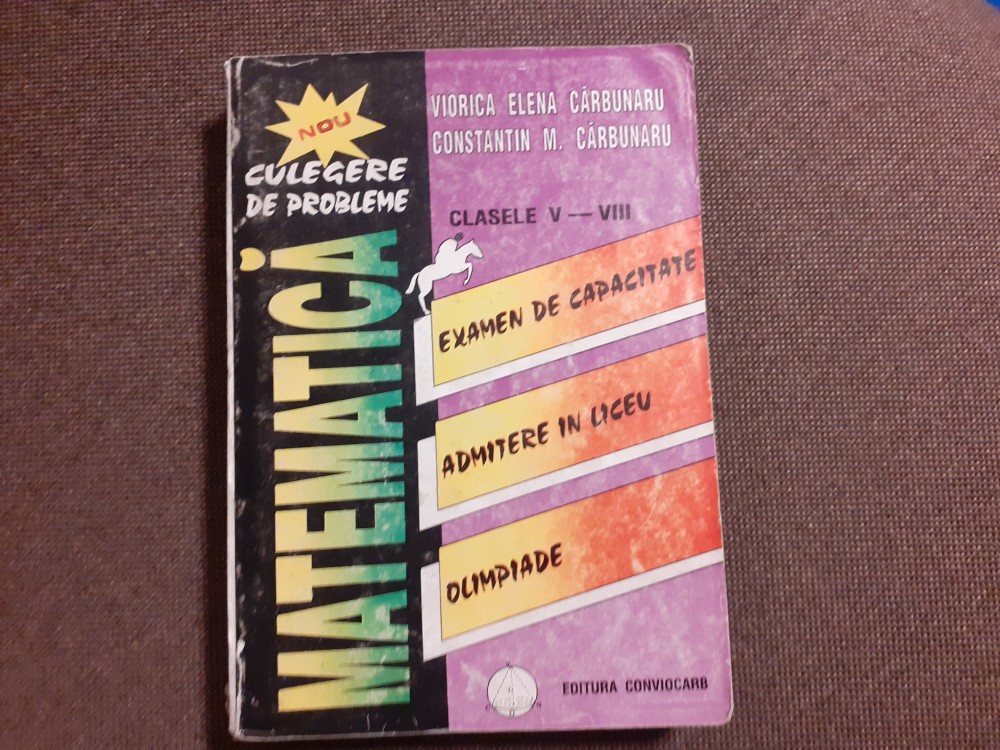 NOU
CULEGERE
DE PROBLEME
MATEMATICĂ
VIORICA ELENA CĂRBUNARU
CONSTANTIN M. CĂRBUNARU
CLASELE V — VIII
EXAMEN DE CAPACITATE
ADMITERE IN LICEU
OLIMPIADE
EDITURA CONVIOCARB